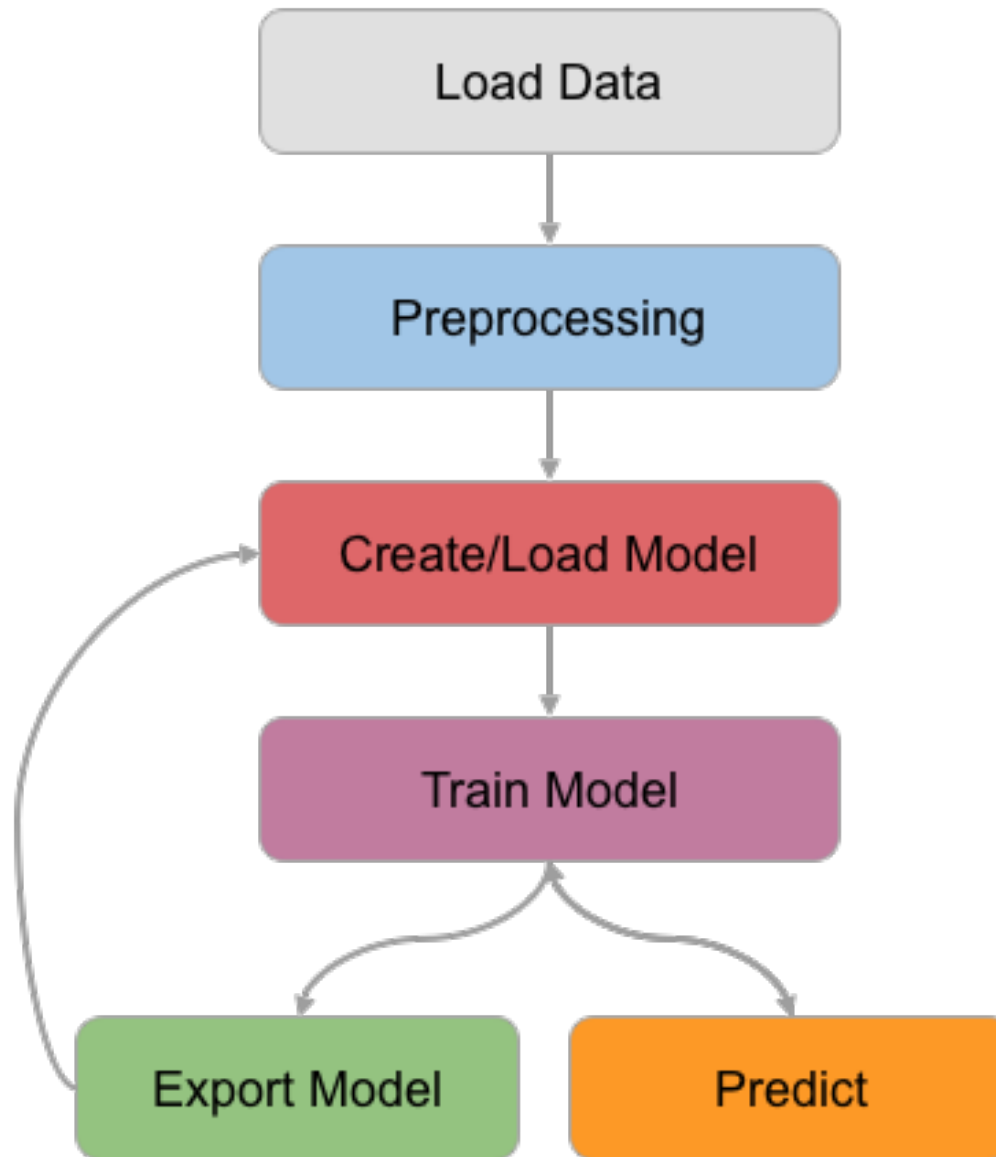 Load Data
Preprocessing
Create/Load Model
Train Model
Export Model
Predict